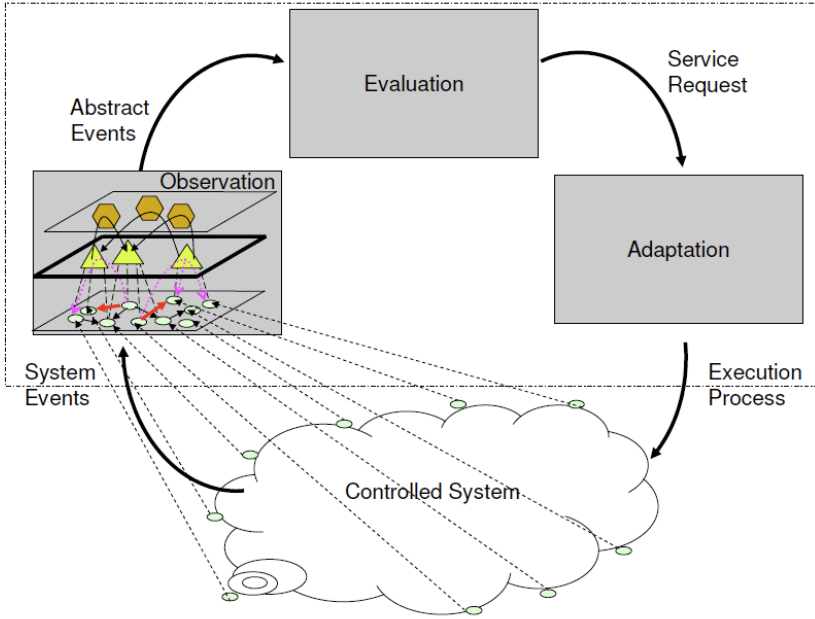 Evaluation
Service
Request
Abstract
Events
Observation
Adaptation
System
Events
Execution
Process
Controlled System